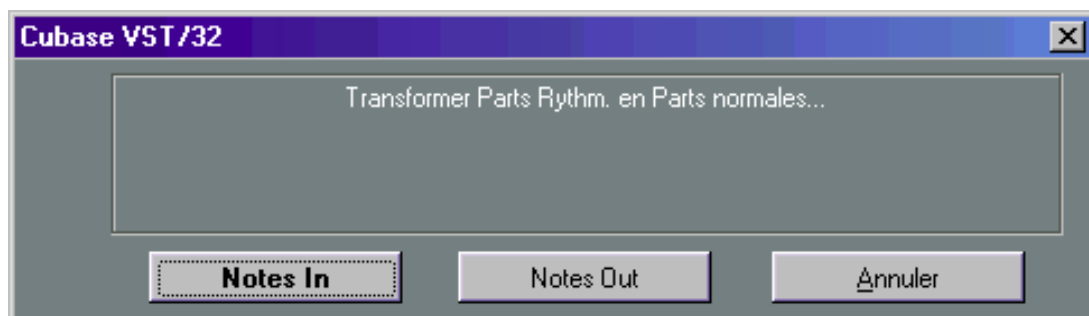 Cubase VST/32
Transformer Parts Rythm. en Parts normales...
Notes In Notes Out Annuler